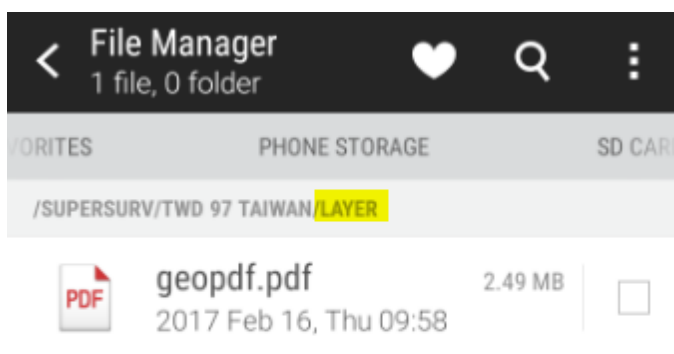 File Manager
1 file, 0 folder
PHONE STORAGE
/SUPERSURV/TWD 97 TAIWAN/LAYER
PDF
geopdf.pdf
2.49 MB
2017 Feb 16, Thu 09:58